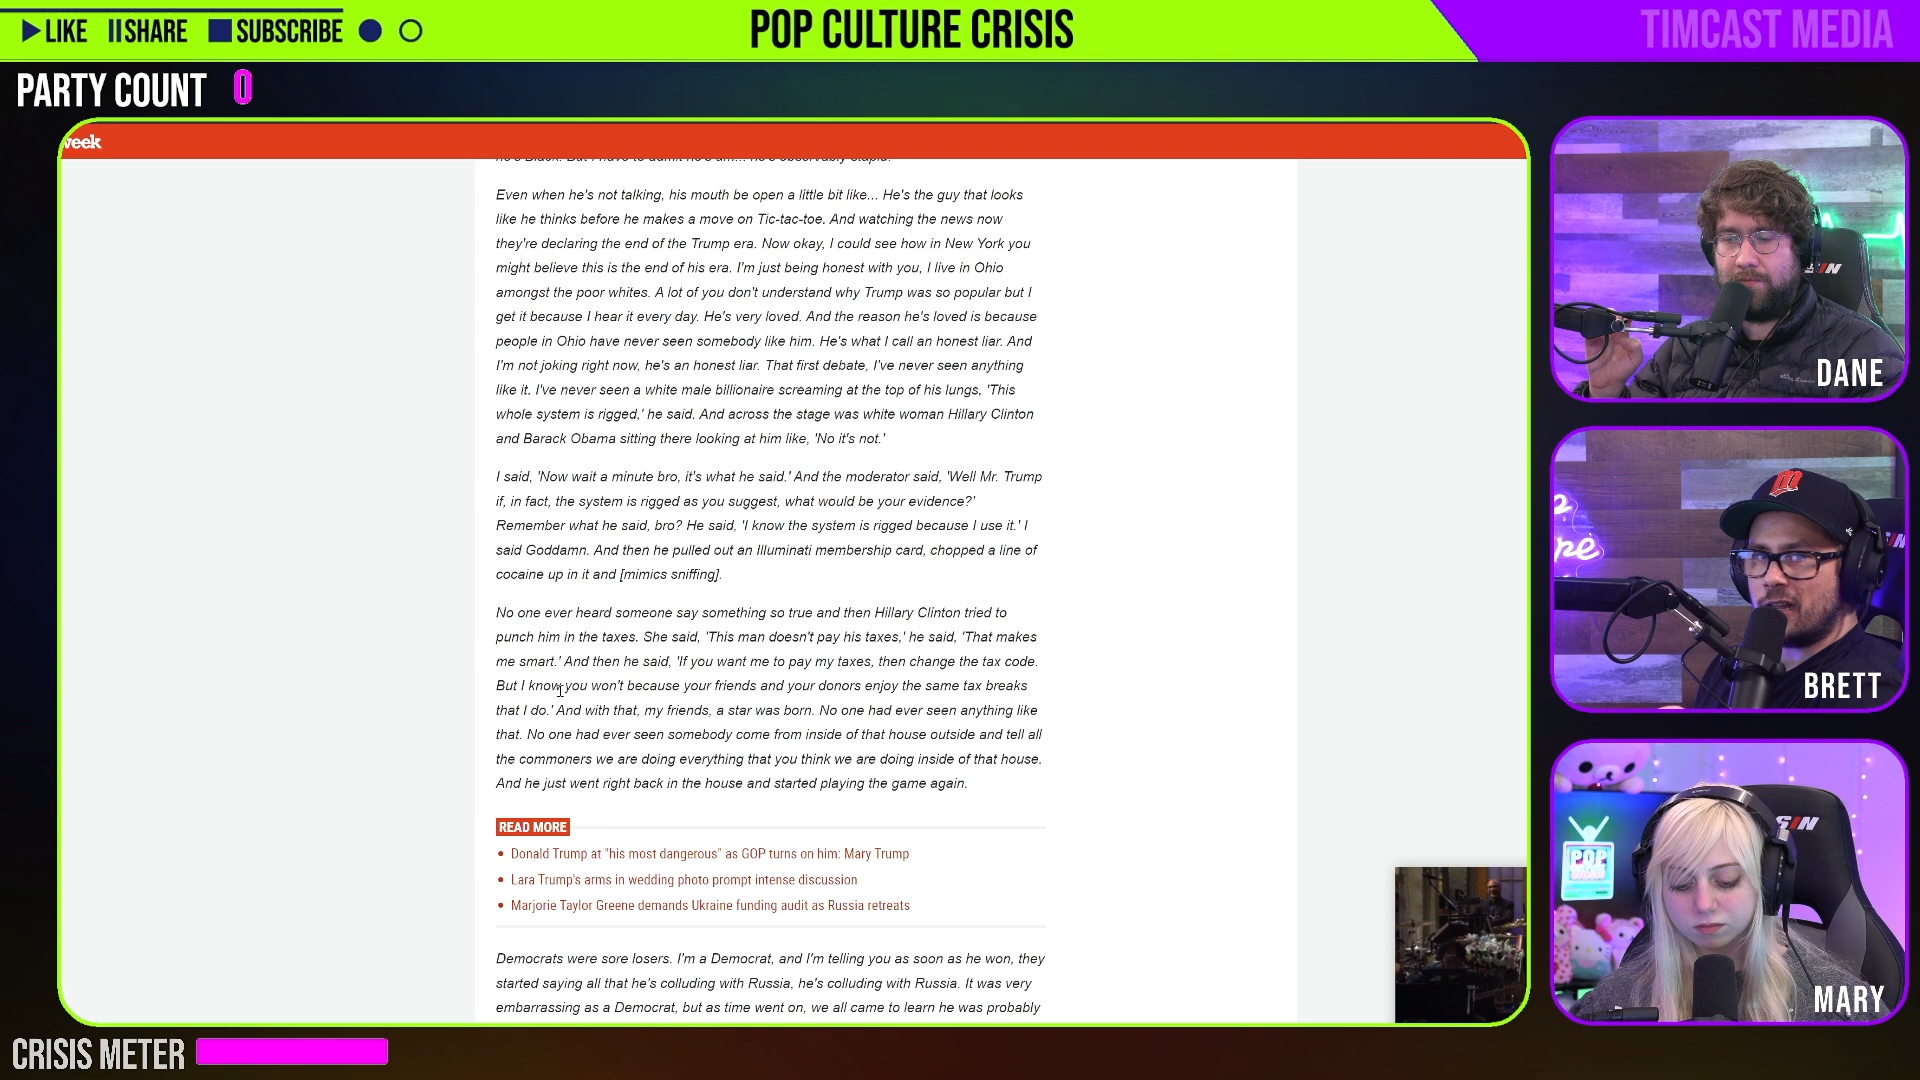 LIKE SHARE SUBSCRIBE
POP CULTURE CRISIS
TIMCAST MEDIA
PARTY COUNT 0
week
he's Black. But I have to admit he's um... he's observably stupid.
Even when he's not talking, his mouth be open a little bit like... He's the guy that looks
like he thinks before he makes a move on Tic-tac-toe. And watching the news now
they're declaring the end of the Trump era. Now okay, I could see how in New York you
might believe this is the end of his era. I'm just being honest with you, I live in Ohio
amongst the poor whites. A lot of you don't understand why Trump was so popular but I
get it because I hear it every day. He's very loved. And the reason he's loved is because
people in Ohio have never seen somebody like him. He's what I call an honest liar. And
I'm not joking right now, he's an honest liar. That first debate, I've never seen anything
like it. I've never seen a white male billionaire screaming at the top of his lungs, 'This
whole system is rigged,' he said. And across the stage was white woman Hillary Clinton
and Barack Obama sitting there looking at him like, 'No it's not.'
I said, 'Now wait a minute bro, it's what he said.' And the moderator said, 'Well Mr. Trump
if, in fact, the system is rigged as you suggest, what would be your evidence?'
Remember what he said, bro? He said, 'I know the system is rigged because I use it.' I
said Goddamn. And then he pulled out an Illuminati membership card, chopped a line of
cocaine up in it and [mimics sniffing].
No one ever heard someone say something so true and then Hillary Clinton tried to
punch him in the taxes. She said, 'This man doesn't pay his taxes,' he said, 'That makes
me smart.' And then he said, 'If you want me to pay my taxes, then change the tax code.
But I know you won't because your friends and your donors enjoy the same tax breaks
that I do.' And with that, my friends, a star was born. No one had ever seen anything like
that. No one had ever seen somebody come from inside of that house outside and tell all
the commoners we are doing everything that you think we are doing inside of that house.
And he just went right back in the house and started playing the game again.
READ MORE
Donald Trump at "his most dangerous" as GOP turns on him: Mary Trump
Lara Trump's arms in wedding photo prompt intense discussion
Marjorie Taylor Greene demands Ukraine funding audit as Russia retreats
Democrats were sore losers. I'm a Democrat, and I'm telling you as soon as he won, they
started saying all that he's colluding with Russia, he's colluding with Russia. It was very
embarrassing as a Democrat, but as time went on, we all came to learn he was probably
DANE
BRETT
POP
MARY
CRISIS METER